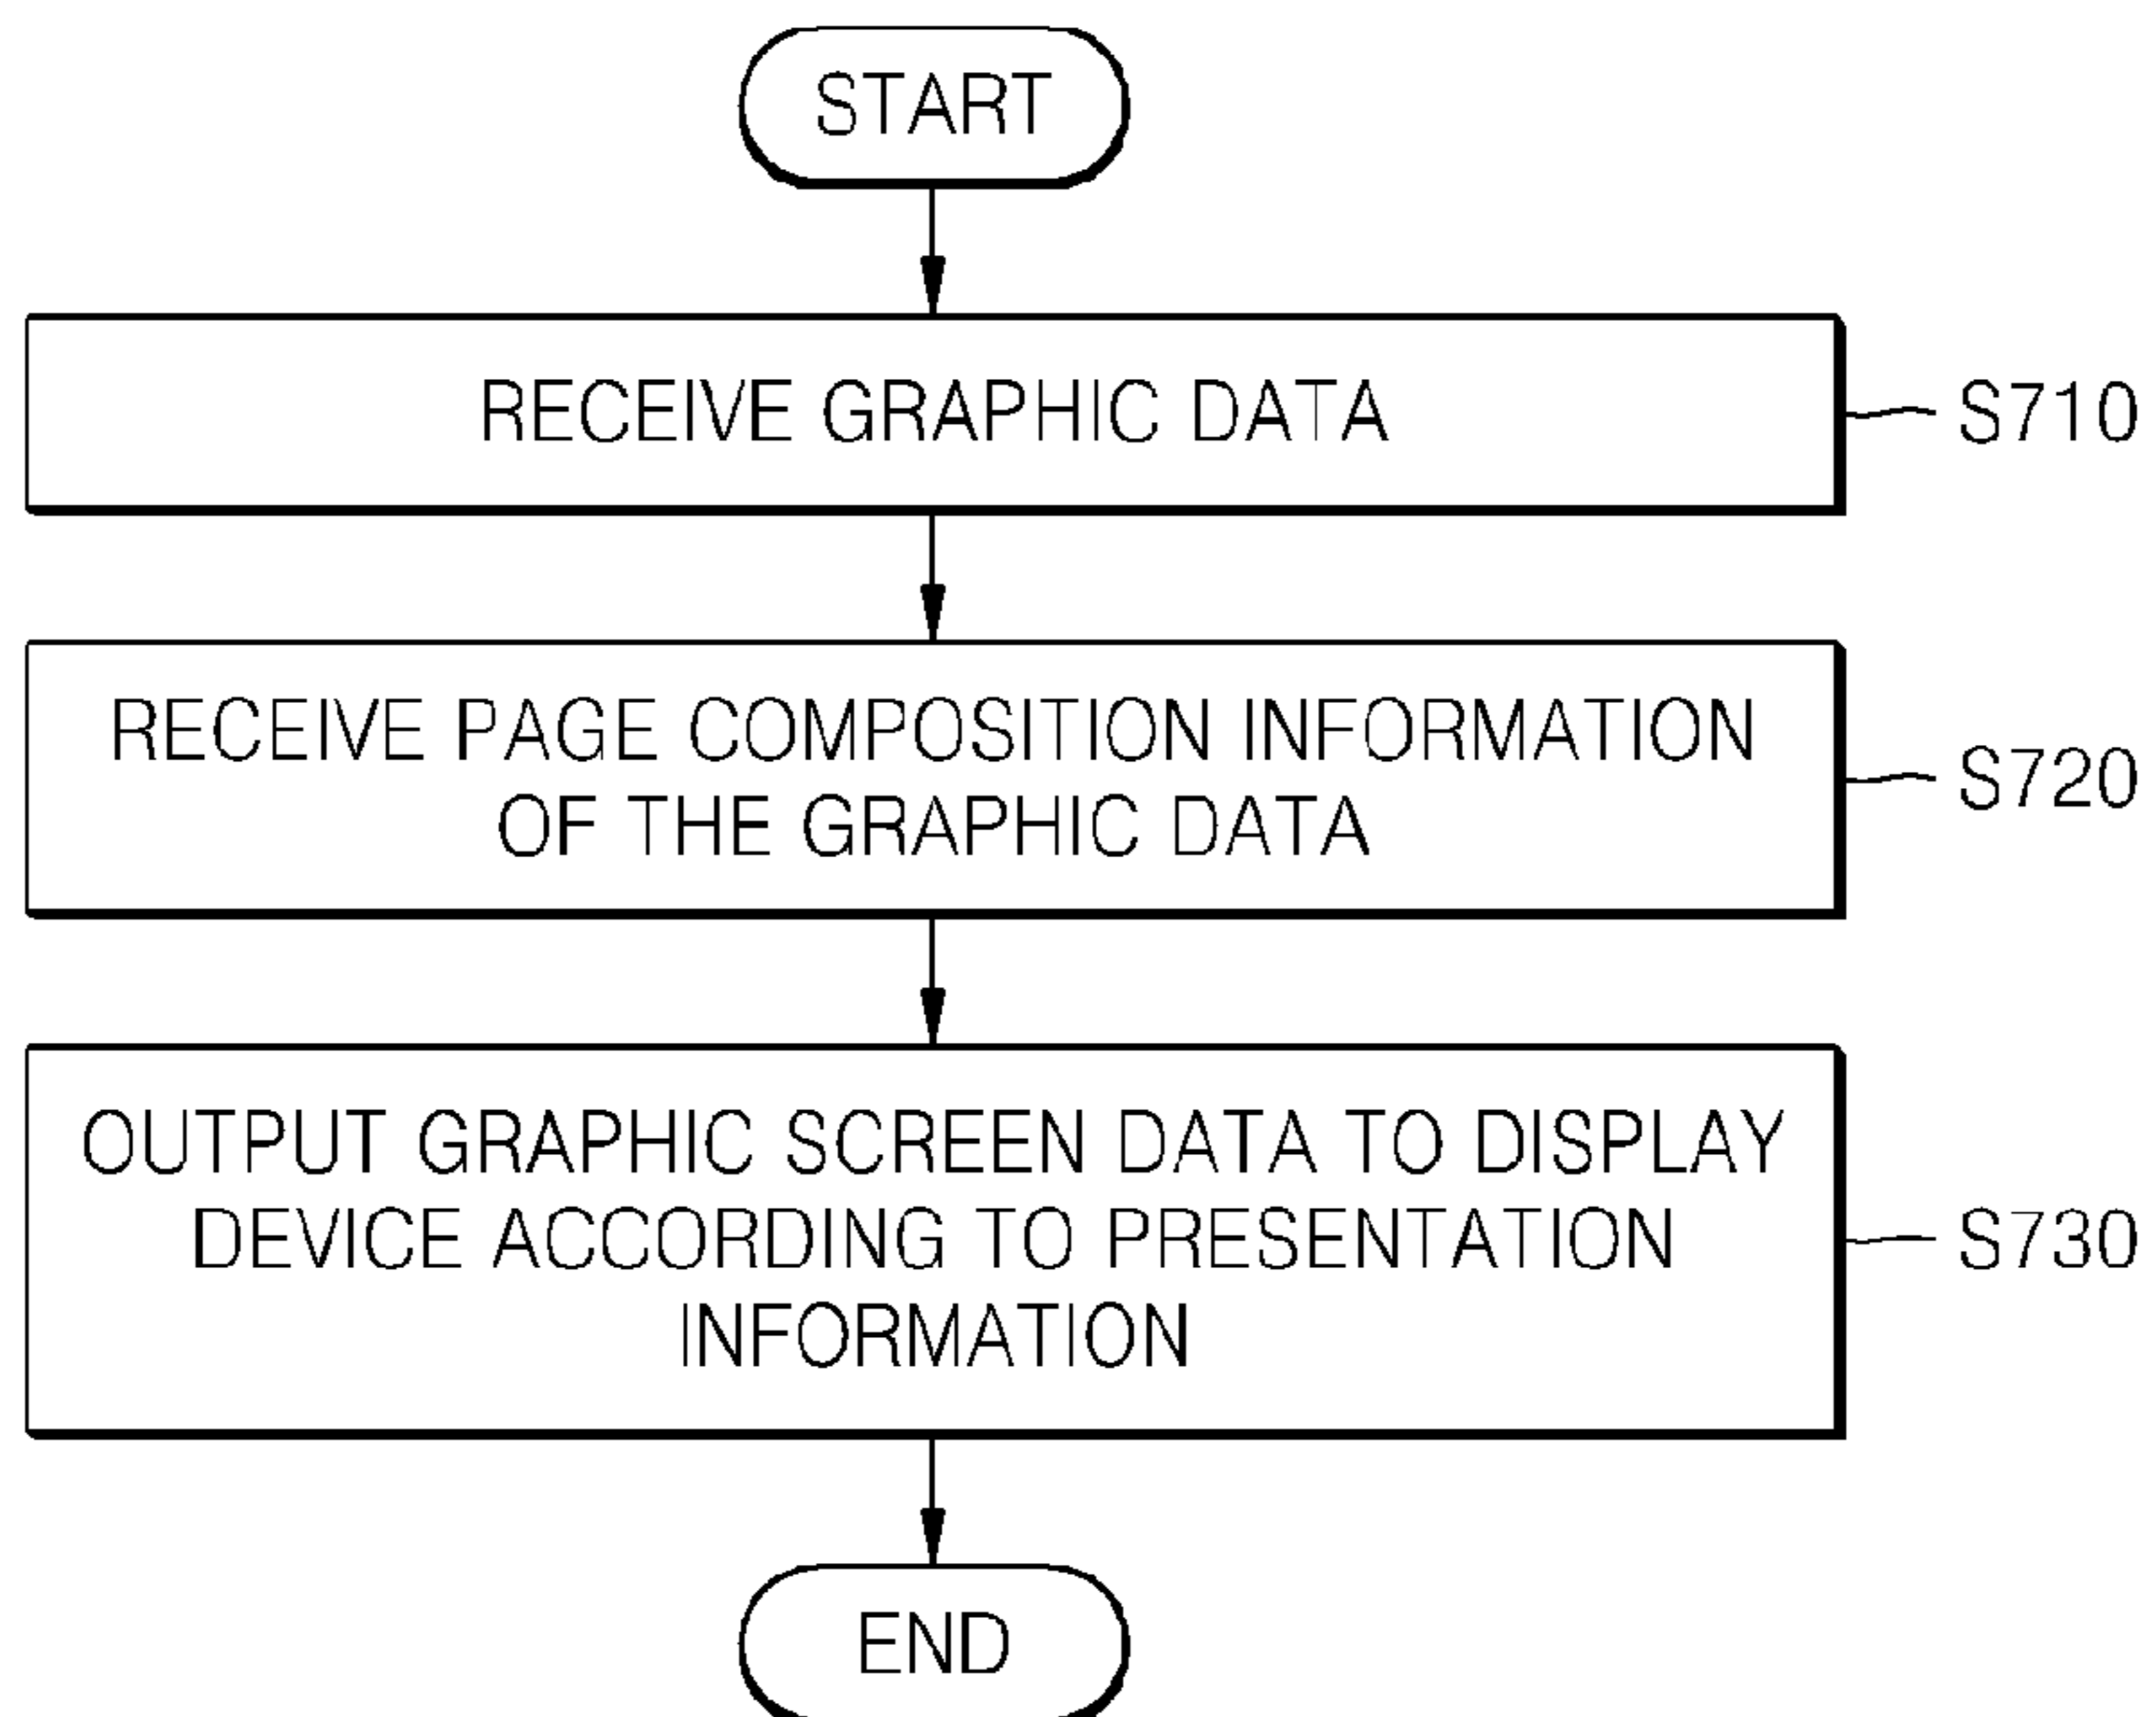 START
RECEIVE GRAPHIC DATA
S710
RECEIVE PAGE COMPOSITION INFORMATION
OF THE GRAPHIC DATA
S720
OUTPUT GRAPHIC SCREEN DATA TO DISPLAY
DEVICE ACCORDING TO PRESENTATION
INFORMATION
S730
END